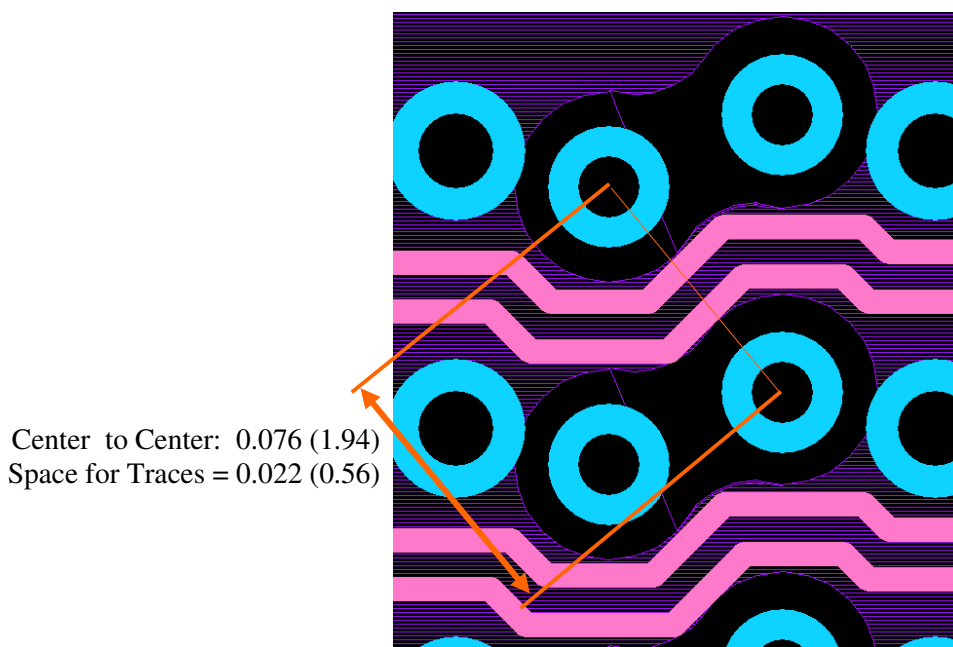 Center to Center: 0.076 (1.94)
Space for Traces = 0.022 (0.56)